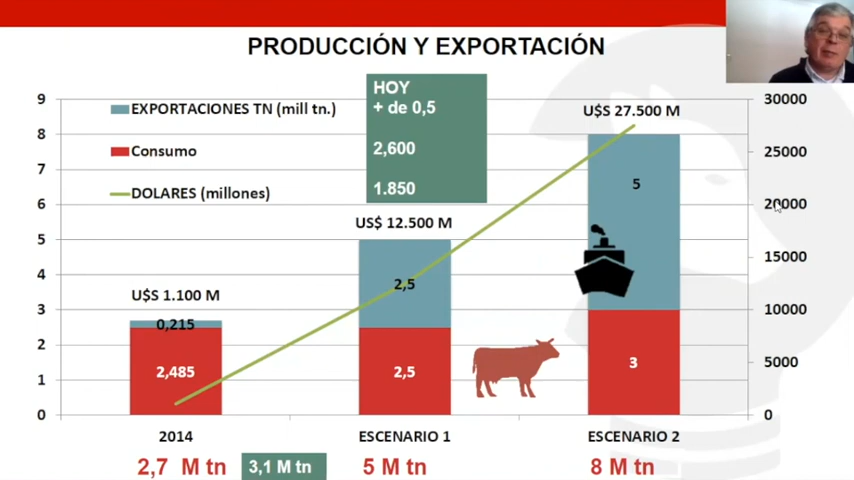 PRODUCCIÓN Y EXPORTACIÓN
HOY
+ de 0,5
2,600
1.850
EXPORTACIONES TN (mill tn.)
Consumo
DOLARES (millones)
9
8
7
6
5
4
3
2
1
0
30000
25000
20000
15000
10000
5000
0
U$S 1.100 M
0,215
2,485
US$ 12.500 M
2,5
2,5
U$S 27.500 M
5
3
2014
ESCENARIO 1
ESCENARIO 2
2,7 M tn
3,1 M tn
5 M tn
8 M tn